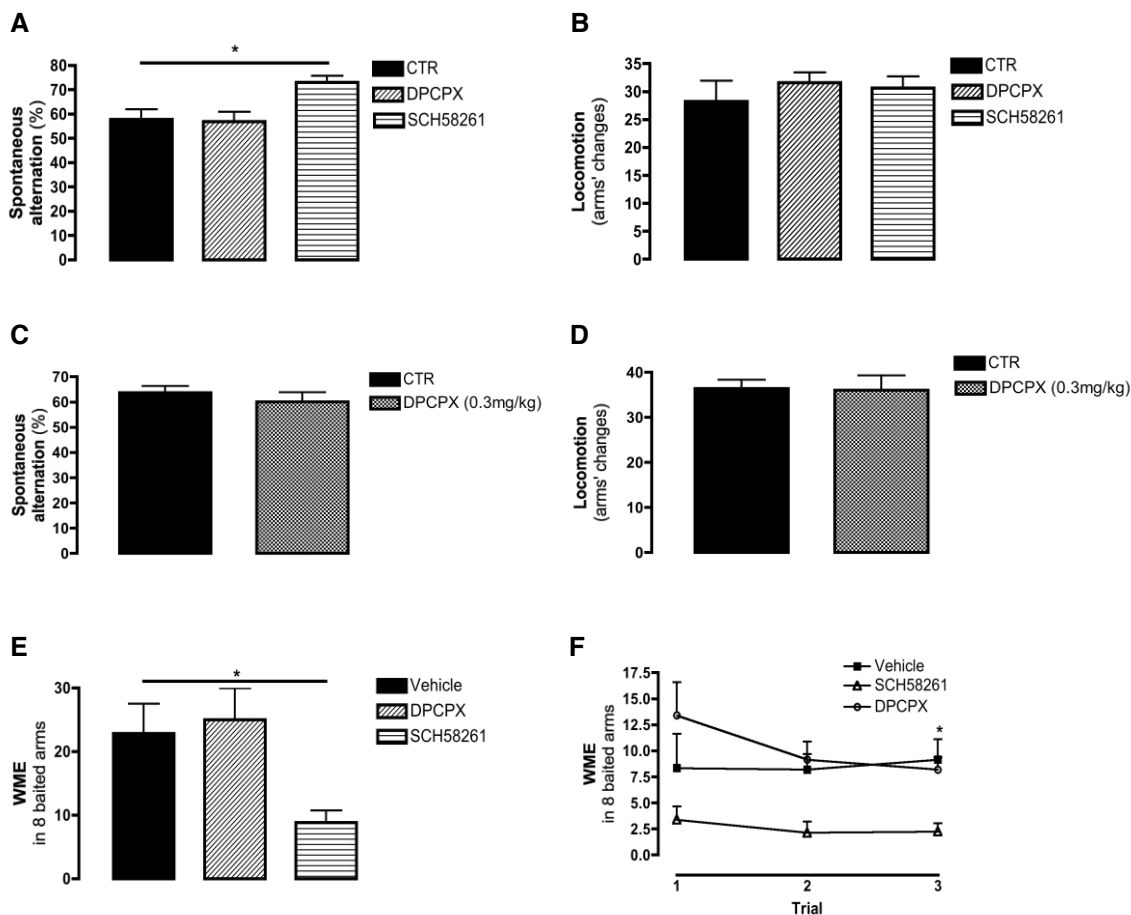 A
*
Spontaneous
alternation (%)
80
70
60
50
40
30
20
10
0
CTR
DPCPX
SCH58261
B
Locomotion
(arms' changes)
35
30
25
20
15
10
5
0
CTR
DPCPX
SCH58261
C
Spontaneous
alternation (%)
70
60
50
40
30
20
10
0
CTR
DPCPX (0.3mg/kg)
D
Locomotion
(arms' changes)
40
30
20
10
0
CTR
DPCPX (0.3mg/kg)
E
*
WME
in 8 baited arms
30
20
10
0
Vehicle
DPCPX
SCH58261
F
WME
in 8 baited arms
17.5
15.0
12.5
10.0
7.5
5.0
2.5
0.0
Vehicle
SCH58261
DPCPX
*
1 2 3
Trial